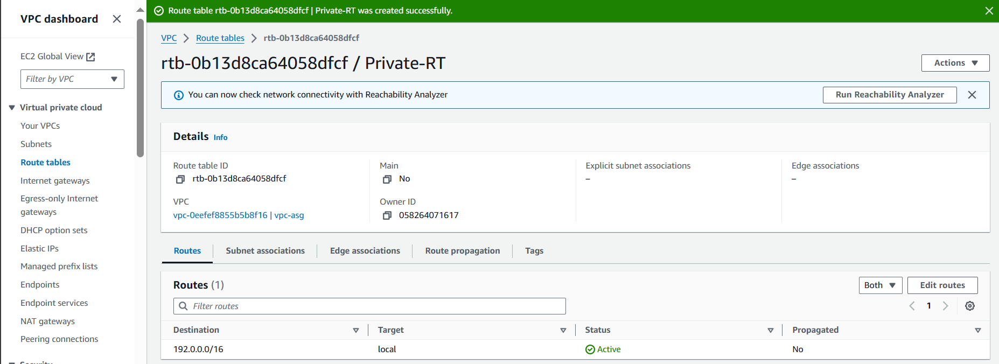 VPC dashboard
EC2 Global View
Filter by VPC
Virtual private cloud
Your VPCs
Subnets
Route tables
Internet gateways
Egress-only Internet
gateways
DHCP option sets
Elastic IPs
Managed prefix lists
Endpoints
Endpoint services
NAT gateways
Peering connections
Security
Route table rtb-0b13d8ca64058dfcf | Private-RT was created successfully.
VPC Route tables rtb-0b13d8ca64058dfcf
rtb-0b13d8ca64058dfcf / Private-RT
Actions
You can now check network connectivity with Reachability Analyzer
Run Reachability Analyzer
Details Info
Route table ID
rtb-0b13d8ca64058dfcf
Main
No
Explicit subnet associations
–
Edge associations
–
VPC
vpc-0eefef8855b5b8f16 | vpc-asg
Owner ID
058264071617
Routes Subnet associations Edge associations Route propagation Tags
Routes (1)
Both
Edit routes
Filter routes
1
Destination Target Status Propagated
192.0.0.0/16 local Active No